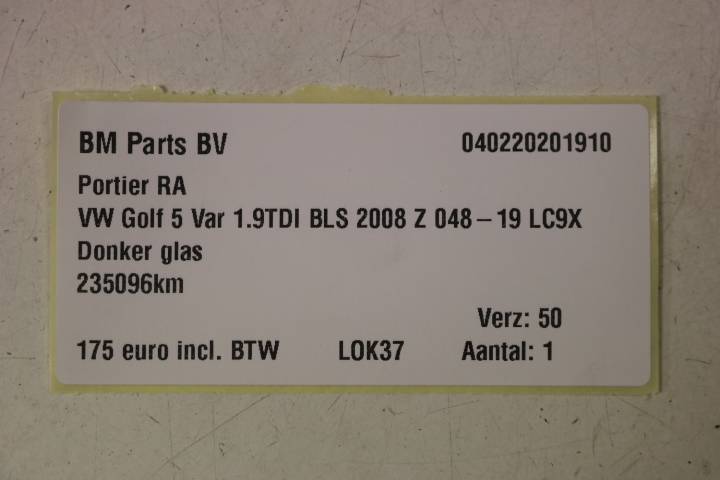 BM Parts BV 040220201910
Portier RA
VW Golf 5 Var 1.9TDI BLS 2008 Z 048-19 LC9X
Donker glas
235096km
Verz: 50
175 euro incl. BTW LOK37 Aantal: 1